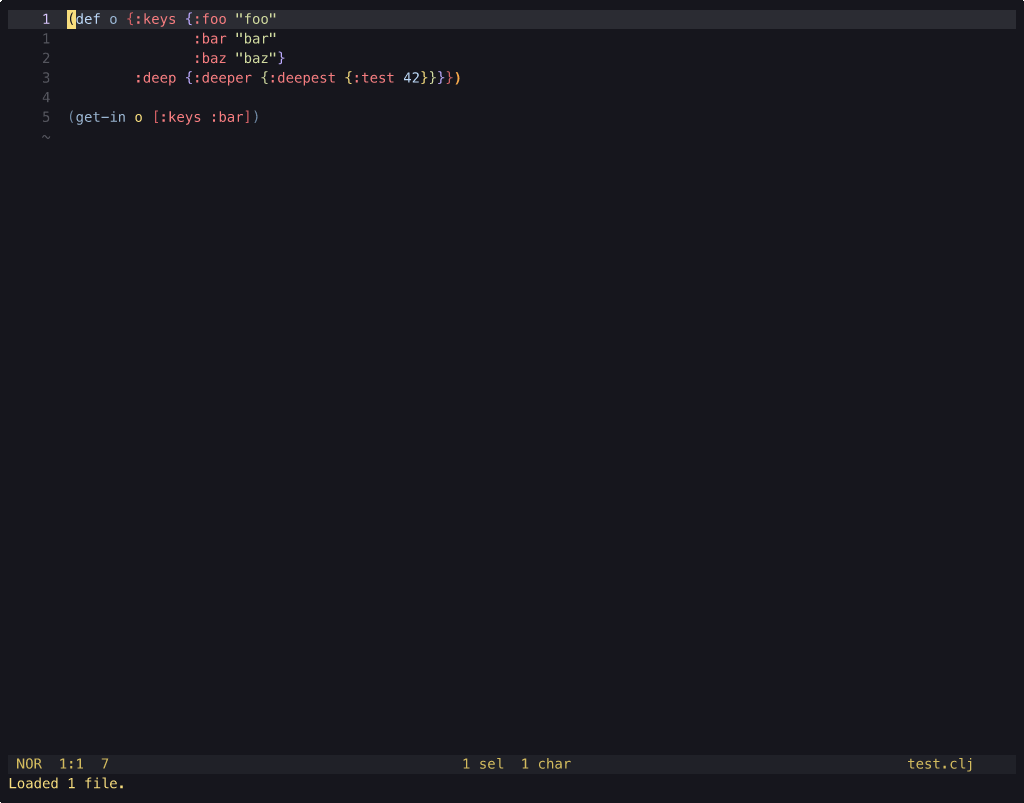 1 (def o {:keys {:foo "foo"
1 :bar "bar"
2 :baz "baz"}
3 :deep {:deeper {:deepest {:test 42}}}})
4
5 (get-in o [:keys :bar])
~
NOR 1:1 7 1 sel 1 char test.clj
Loaded 1 file.